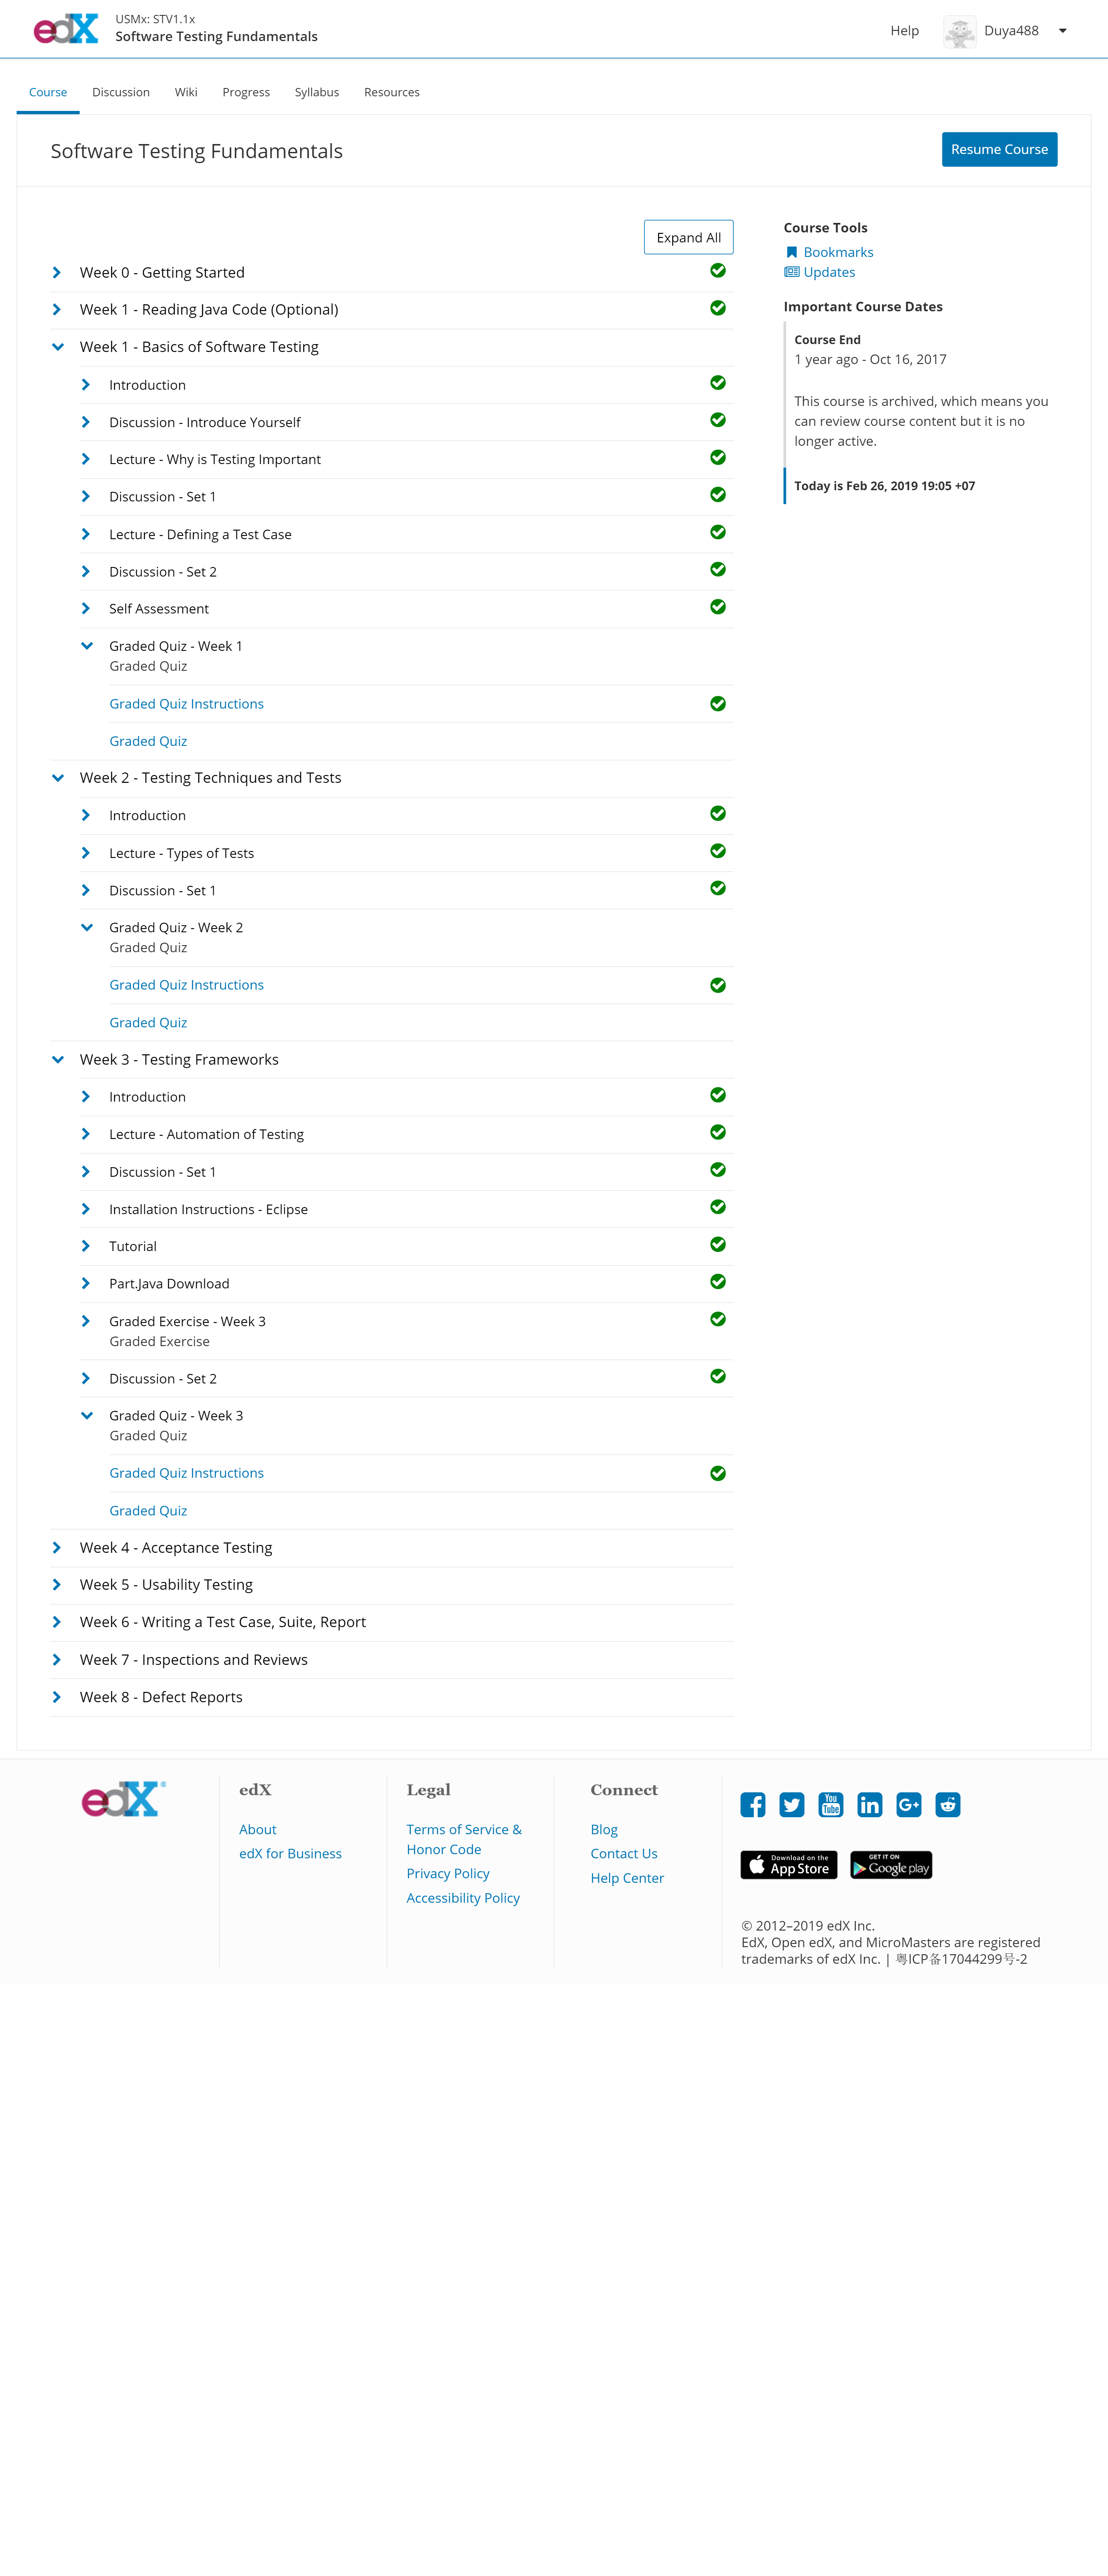 edX
USMx: STV1.1x
Software Testing Fundamentals
Help
Duya488
Course
Discussion
Wiki
Progress
Syllabus
Resources
Software Testing Fundamentals
Resume Course
Expand All
Week 0 - Getting Started
Week 1 - Reading Java Code (Optional)
Week 1 - Basics of Software Testing
Introduction
Discussion - Introduce Yourself
Lecture - Why is Testing Important
Discussion - Set 1
Lecture - Defining a Test Case
Discussion - Set 2
Self Assessment
Graded Quiz - Week 1
Graded Quiz
Graded Quiz Instructions
Graded Quiz
Week 2 - Testing Techniques and Tests
Introduction
Lecture - Types of Tests
Discussion - Set 1
Graded Quiz - Week 2
Graded Quiz
Graded Quiz Instructions
Graded Quiz
Week 3 - Testing Frameworks
Introduction
Lecture - Automation of Testing
Discussion - Set 1
Installation Instructions - Eclipse
Tutorial
Part.Java Download
Graded Exercise - Week 3
Graded Exercise
Discussion - Set 2
Graded Quiz - Week 3
Graded Quiz
Graded Quiz Instructions
Graded Quiz
Week 4 - Acceptance Testing
Week 5 - Usability Testing
Week 6 - Writing a Test Case, Suite, Report
Week 7 - Inspections and Reviews
Week 8 - Defect Reports
Course Tools
Bookmarks
Updates
Important Course Dates
Course End
1 year ago - Oct 16, 2017
This course is archived, which means you
can review course content but it is no
longer active.
Today is Feb 26, 2019 19:05 +07
edX®
edX
About
edX for Business
Legal
Terms of Service &
Honor Code
Privacy Policy
Accessibility Policy
Connect
Blog
Contact Us
Help Center
You
Tube
in
G+
Download on the
App Store
GET IT ON
Google play
© 2012–2019 edX Inc.
EdX, Open edX, and MicroMasters are registered
trademarks of edX Inc. | 粤ICP备17044299号-2